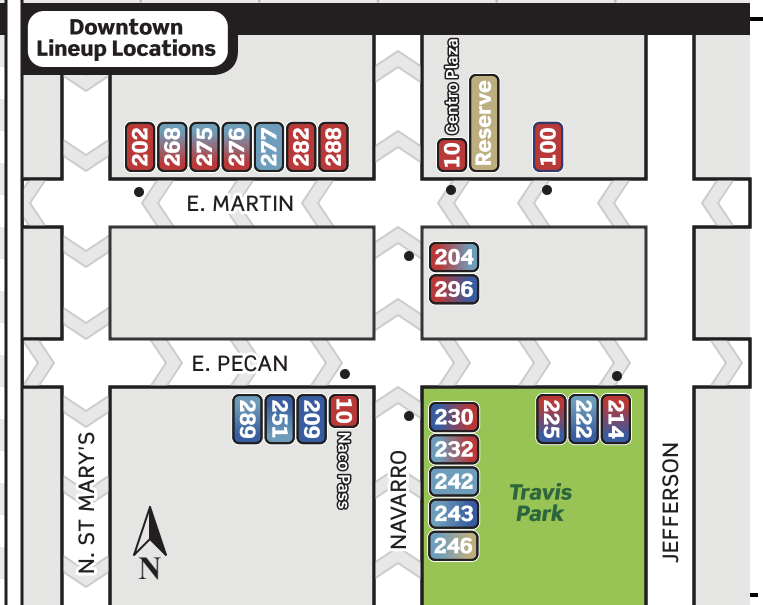 Downtown
Lineup Locations
202
268
275
276
277
282
288
10 Centro Plaza
Reserve
100
E. MARTIN
204
296
E. PECAN
289
251
209
10 Naco Pass
230
232
242
243
246
225
222
214
Travis
Park
N. ST MARY'S
NAVARRO
JEFFERSON
N